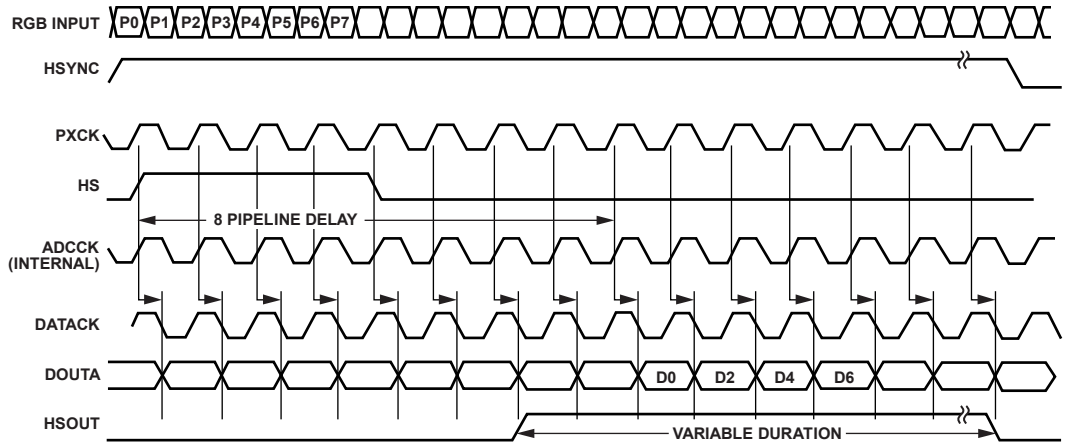 RGB INPUT P0 P1 P2 P3 P4 P5 P6 P7
HSYNC
PXCK
HS
8 PIPELINE DELAY
ADCCK
(INTERNAL)
DATACK
DOUTA D0 D2 D4 D6
HSOUT
VARIABLE DURATION